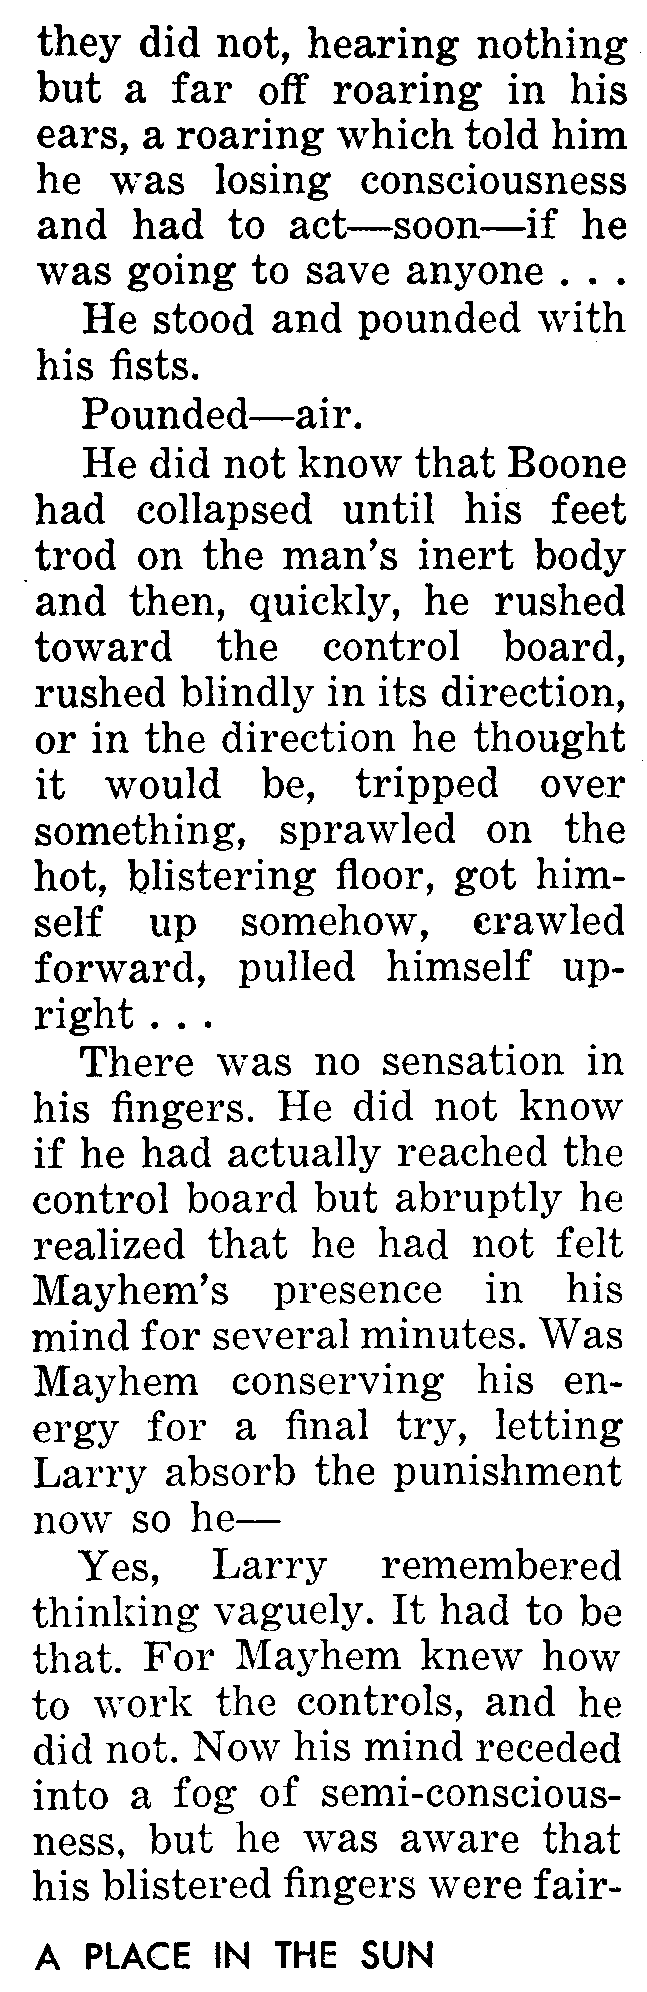 they did not, hearing nothing
but a far off roaring in his
ears, a roaring which told him
he was losing consciousness
and had to act—soon—if he
was going to save anyone . . .
He stood and pounded with
his fists.
Pounded—air.
He did not know that Boone
had collapsed until his feet
trod on the man's inert body
and then, quickly, he rushed
toward the control board,
rushed blindly in its direction,
or in the direction he thought
it would be, tripped over
something, sprawled on the
hot, blistering floor, got him-
self up somehow, crawled
forward, pulled himself up-
right . . .
There was no sensation in
his fingers. He did not know
if he had actually reached the
control board but abruptly he
realized that he had not felt
Mayhem's presence in his
mind for several minutes. Was
Mayhem conserving his en-
ergy for a final try, letting
Larry absorb the punishment
now so he—
Yes, Larry remembered
thinking vaguely. It had to be
that. For Mayhem knew how
to work the controls, and he
did not. Now his mind receded
into a fog of semi-conscious-
ness, but he was aware that
his blistered fingers were fair-
A PLACE IN THE SUN